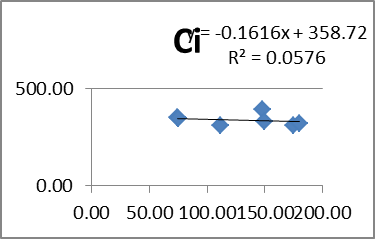 Ci
y = -0.1616x + 358.72
R² = 0.0576
500.00
0.00
0.00 50.00 100.00 150.00 200.00